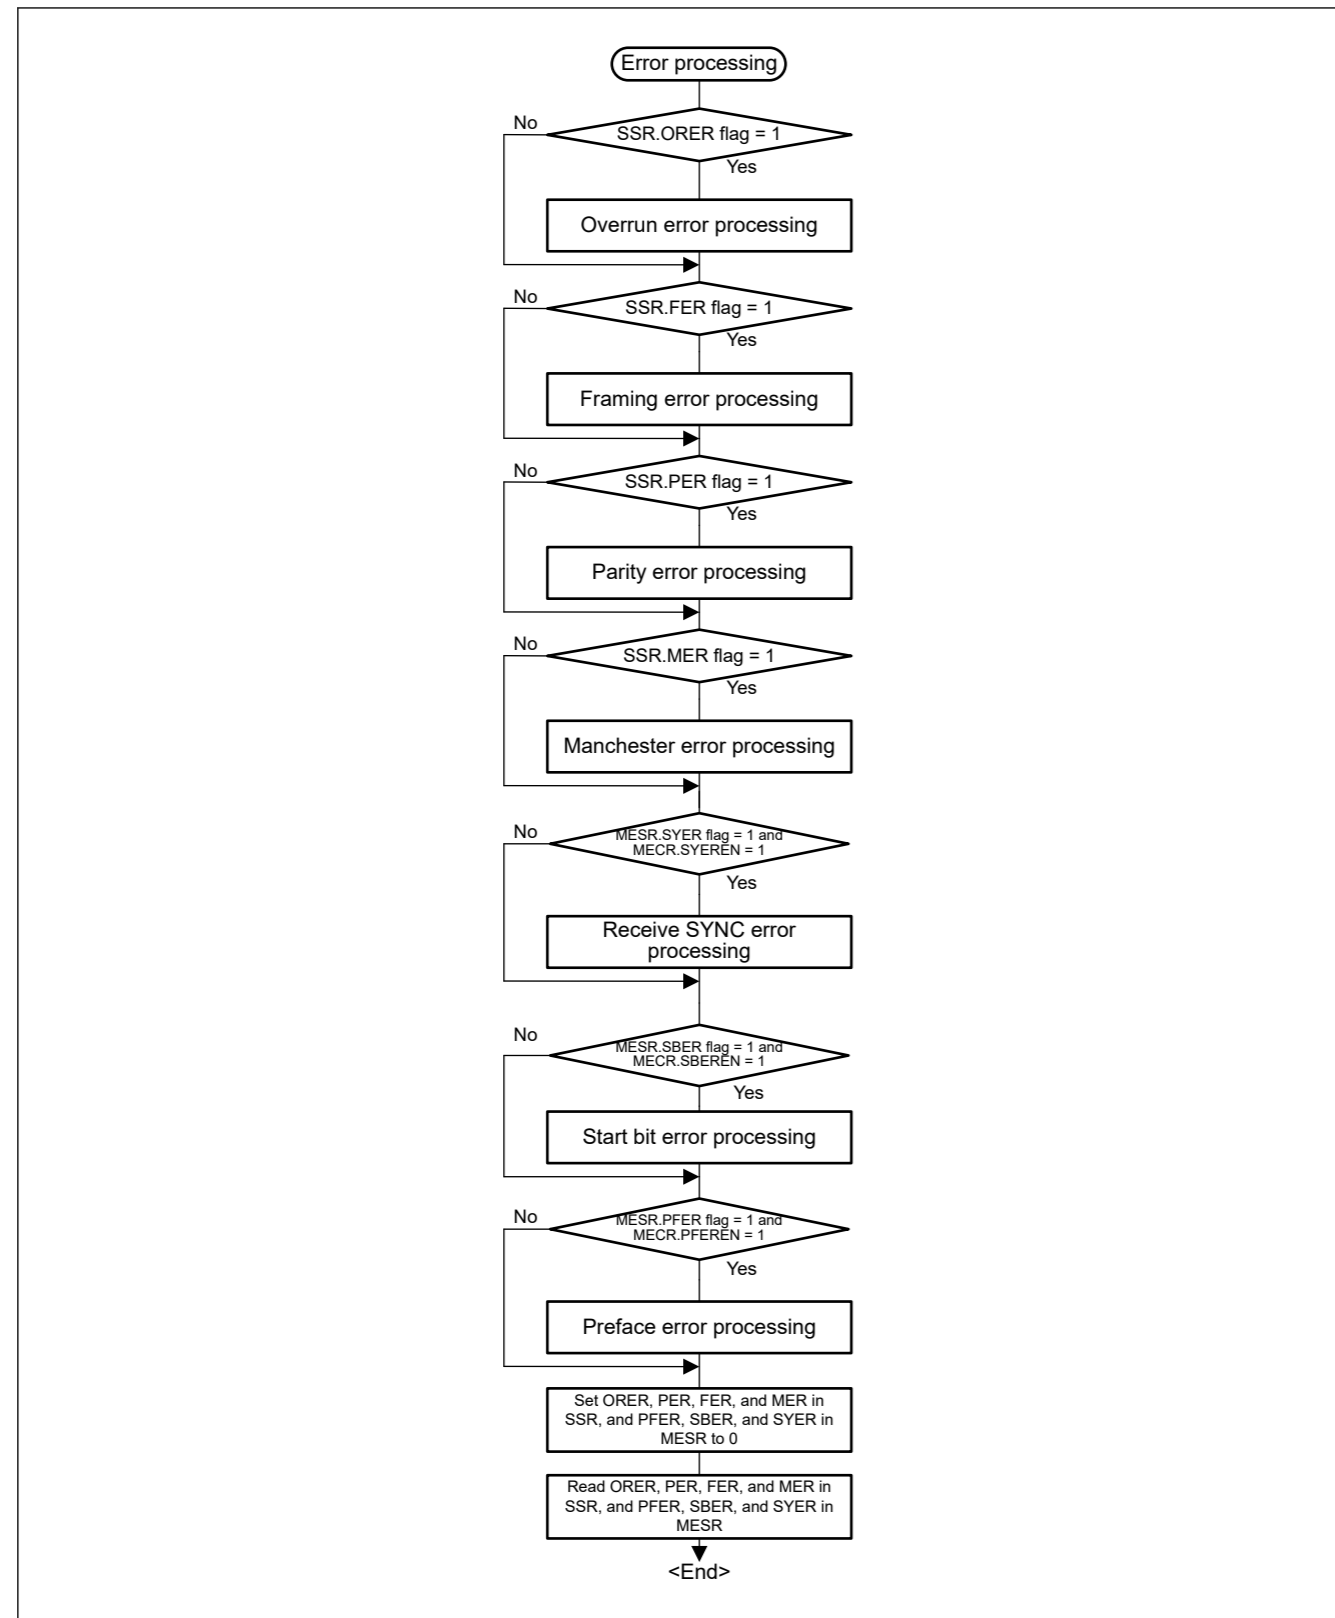 Error processing
No
SSR.ORER flag = 1
Yes
Overrun error processing
No
SSR.FER flag = 1
Yes
Framing error processing
No
SSR.PER flag = 1
Yes
Parity error processing
No
SSR.MER flag = 1
Yes
Manchester error processing
No
MESR.SYER flag = 1 and
MECR.SYEREN = 1
Yes
Receive SYNC error
processing
No
MESR.SBER flag = 1 and
MECR.SBEREN = 1
Yes
Start bit error processing
No
MESR.PFER flag = 1 and
MECR.PFEREN = 1
Yes
Preface error processing
Set ORER, PER, FER, and MER in
SSR, and PFER, SBER, and SYER in
MESR to 0
Read ORER, PER, FER, and MER in
SSR, and PFER, SBER, and SYER in
MESR
<End>